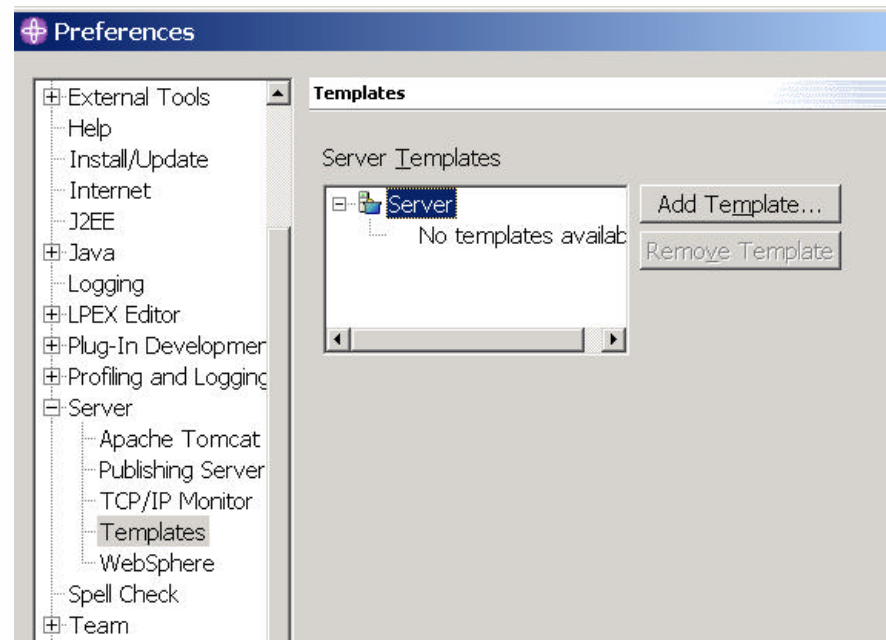 Preferences
External Tools
Help
Install/Update
Internet
J2EE
Java
Logging
LPEX Editor
Plug-In Developmen
Profiling and Logging
Server
Apache Tomcat
Publishing Server
TCP/IP Monitor
Templates
WebSphere
Spell Check
Team
Templates
Server Templates
Server
No templates availab
Add Template...
Remove Template